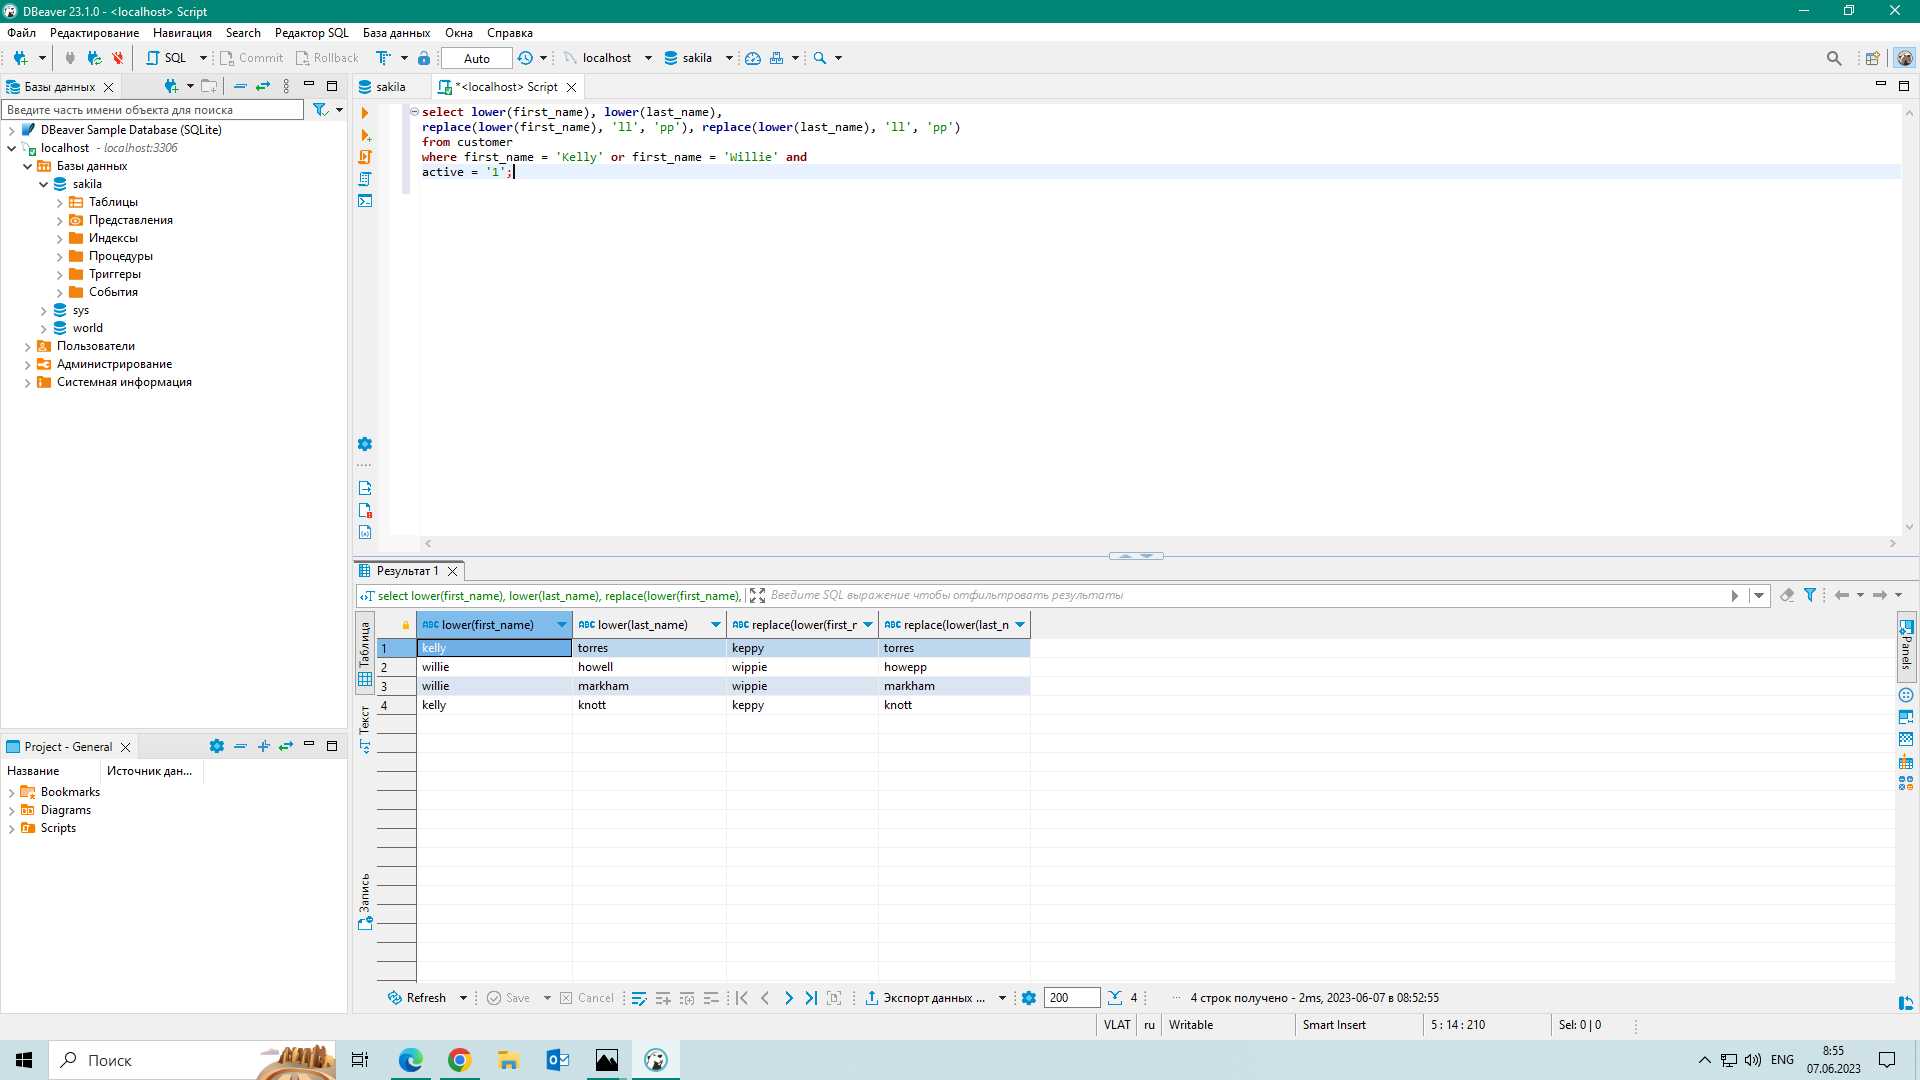 DBeaver 23.1.0 - <localhost> Script
Файл Редактирование Навигация Search Редактор SQL База данных Окна Справка
SQL Commit Rollback Auto localhost sakila
Базы данных
Введите часть имени объекта для поиска
DBeaver Sample Database (SQLite)
localhost - localhost:3306
Базы данных
sakila
Таблицы
Представления
Индексы
Процедуры
Триггеры
События
sys
world
Пользователи
Администрирование
Системная информация
Project - General
Название Источник дан...
Bookmarks
Diagrams
Scripts
sakila *<localhost> Script
select lower(first_name), lower(last_name),
replace(lower(first_name), 'll', 'pp'), replace(lower(last_name), 'll', 'pp')
from customer
where first_name = 'Kelly' or first_name = 'Willie' and
active = '1';
Результат 1
select lower(first_name), lower(last_name), replace(lower(first_name), Введите SQL выражение чтобы отфильтровать результаты
Таблица
Текст
Запись
Panels
ABC lower(first_name) ABC lower(last_name) ABC replace(lower(first_r ABC replace(lower(last_n
1 kelly torres keppy torres
2 willie howell wippie howepp
3 willie markham wippie markham
4 kelly knott keppy knott
Refresh Save Cancel Экспорт данных ... 200 4 ... 4 строк получено - 2ms, 2023-06-07 в 08:52:55
VLAT ru Writable Smart Insert 5 : 14 : 210 Sel: 0 | 0
Поиск
ENG
8:55
07.06.2023